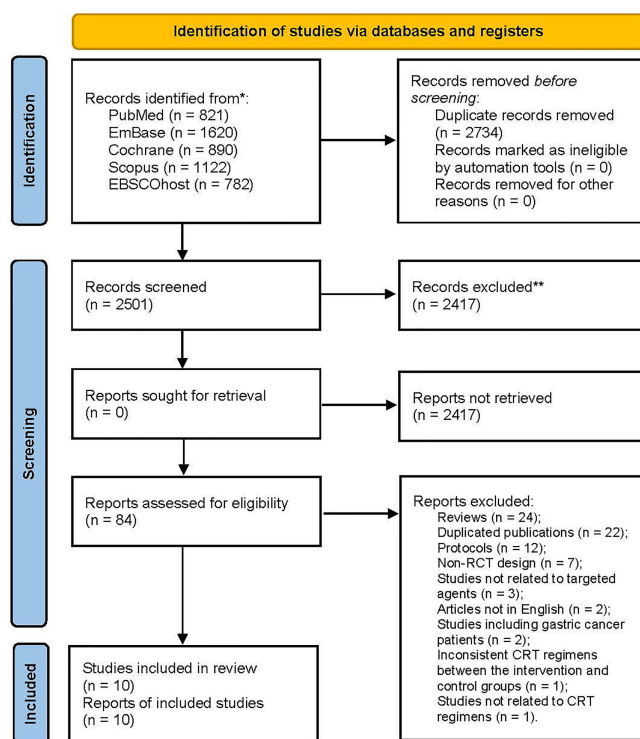 Identification of studies via databases and registers
Identification
Records identified from*:
PubMed (n = 821)
EmBase (n = 1620)
Cochrane (n = 890)
Scopus (n = 1122)
EBSCOhost (n = 782)
Records removed before
screening:
Duplicate records removed
(n = 2734)
Records marked as ineligible
by automation tools (n = 0)
Records removed for other
reasons (n = 0)
Screening
Records screened
(n = 2501)
Records excluded**
(n = 2417)
Reports sought for retrieval
(n = 0)
Reports not retrieved
(n = 2417)
Reports assessed for eligibility
(n = 84)
Reports excluded:
Reviews (n = 24);
Duplicated publications (n = 22);
Protocols (n = 12);
Non-RCT design (n = 7);
Studies not related to targeted
agents (n = 3);
Articles not in English (n = 2);
Studies including gastric cancer
patients (n = 2);
Inconsistent CRT regimens
between the intervention and
control groups (n = 1);
Studies not related to CRT
regimens (n = 1).
Included
Studies included in review
(n = 10)
Reports of included studies
(n = 10)